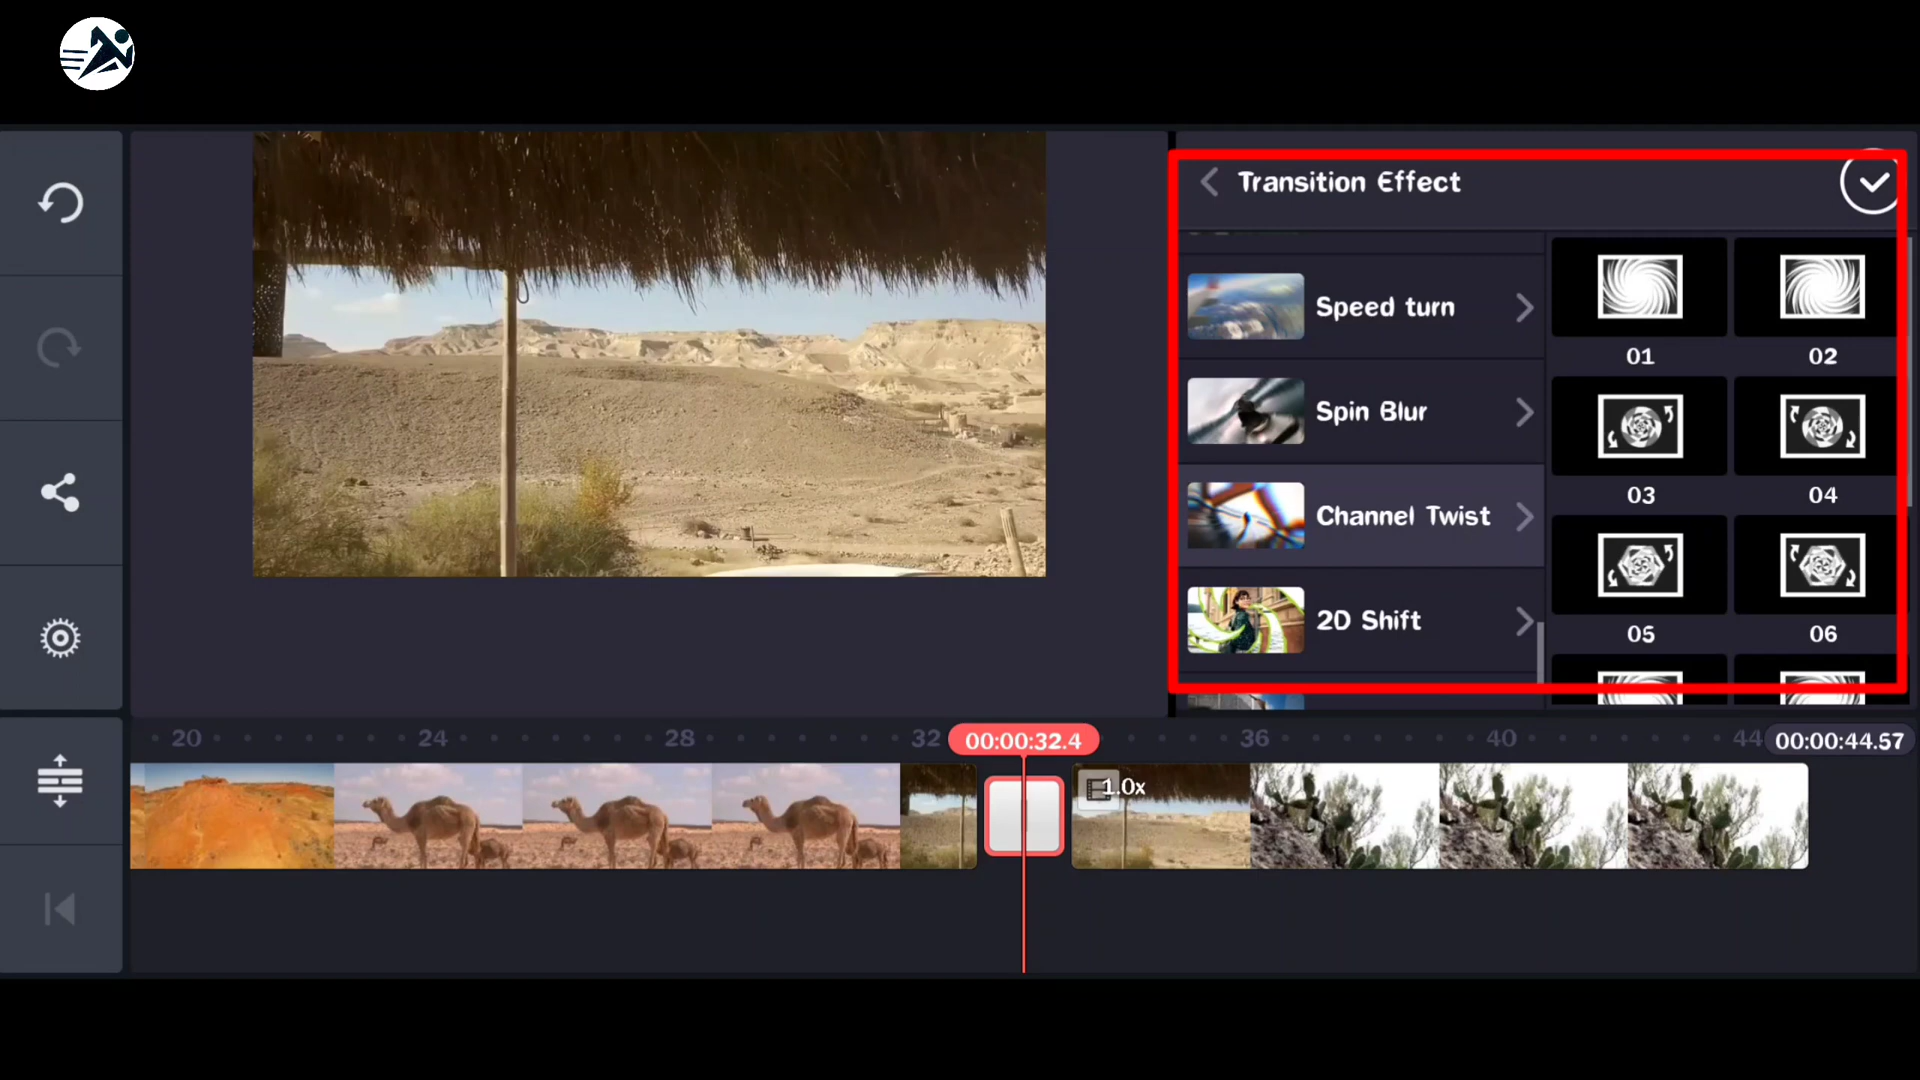 Transition Effect
Speed turn
Spin Blur
Channel Twist
2D Shift
01
02
03
04
05
06
20
24
28
32
00:00:32.4
36
40
44
00:00:44.57
1.0x